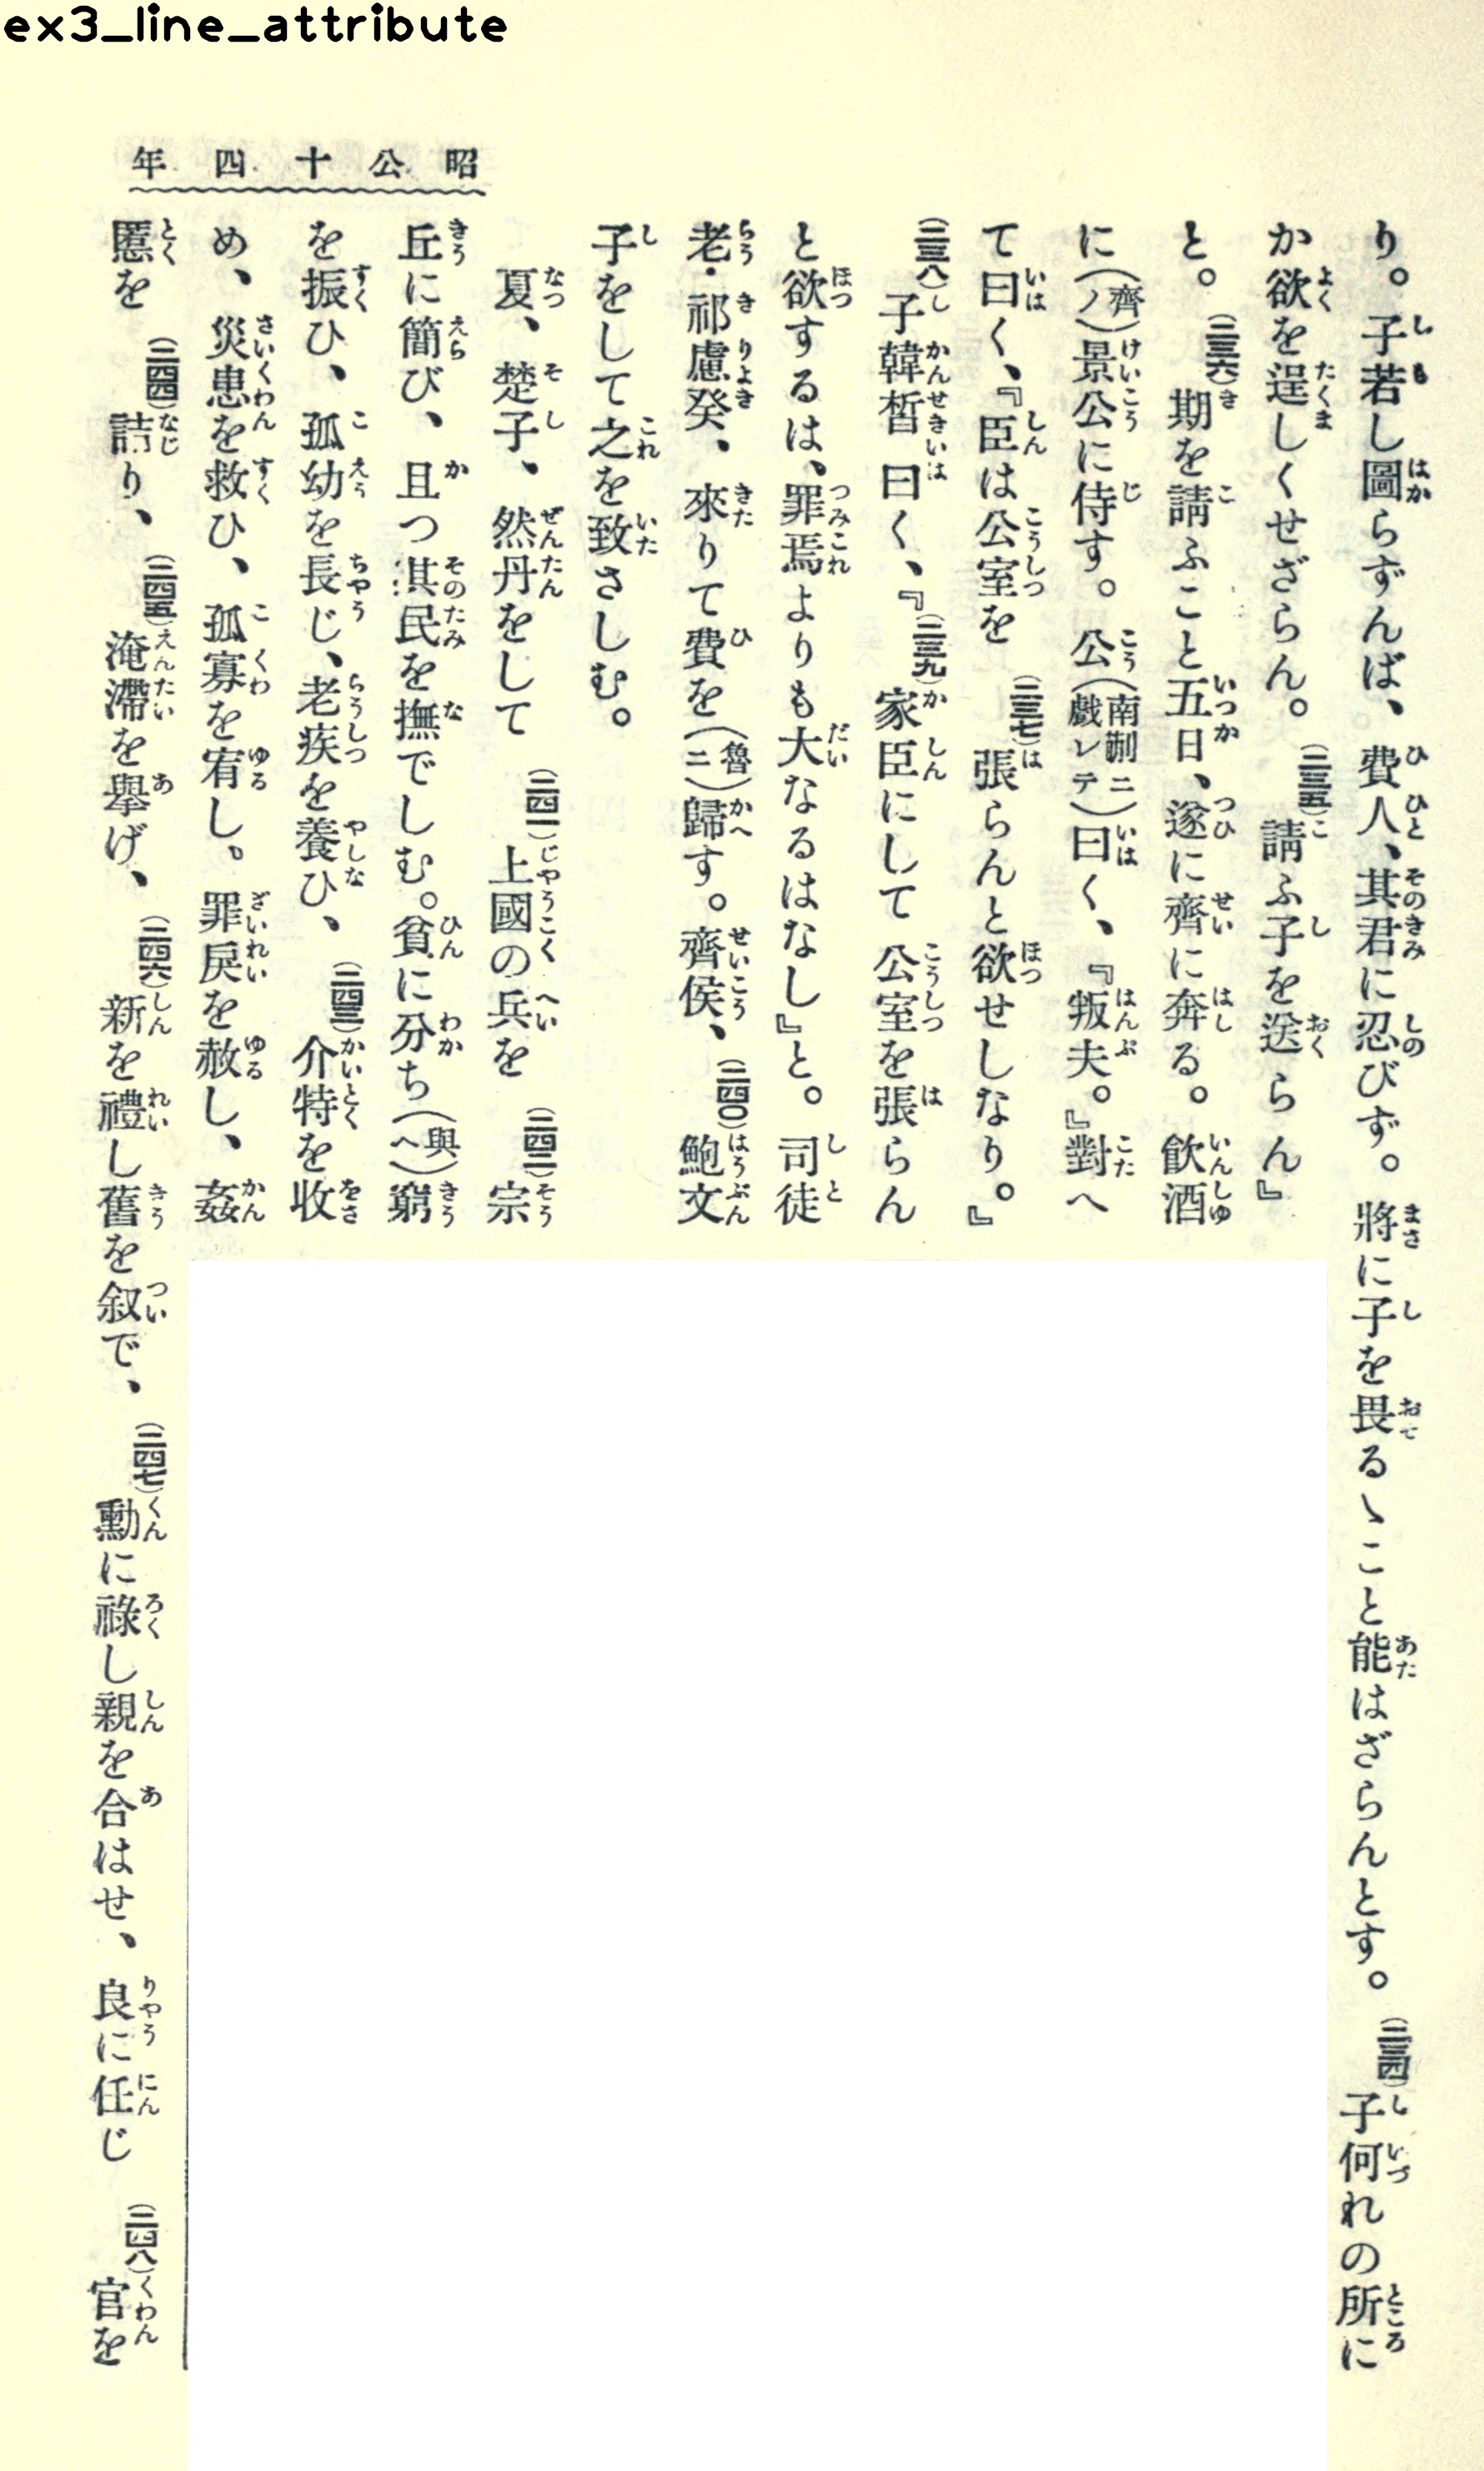 ex3_line_attribute
昭公十四年
り。子若し圖らずんば、費人、其君に忍びず。將に子を畏るゝこと能はざらんとす。(二三四)子何れの所に
か欲を逞しくせざらん。(二三五)請ふ子を送らん』
と。(二三六)期を請ふこと五日、遂に齊に奔る。飮酒
に(齊ノ)景公に侍す。公(南蒯ニ戲レテ)曰く、『叛夫。』對へ
て曰く、『臣は公室を(二三七)張らんと欲せしなり。』
(二三八)子韓晳曰く、『(二三九)家臣にして公室を張らん
と欲するは、罪焉よりも大なるはなし』と。司徒
老・祁慮癸、來りて費を(魯ニ)歸す。齊侯、(二四〇)鮑文
子をして之を致さしむ。
夏、楚子、然丹をして(二四一)上國の兵を(二四二)宗
丘に簡び、且つ淇民を撫でしむ。貧に分ち(與ヘ)窮
を振ひ、孤幼を長じ、老疾を養ひ、(二四三)介特を收
め、災患を救ひ、孤寡を宥し。罪戾を赦し、姦
慝を(二四四)詰り、(二四五)淹滯を擧げ、(二四六)新を禮し舊を叙で、(二四七)勳に祿し親を合はせ、良に任じ(二四八)官を